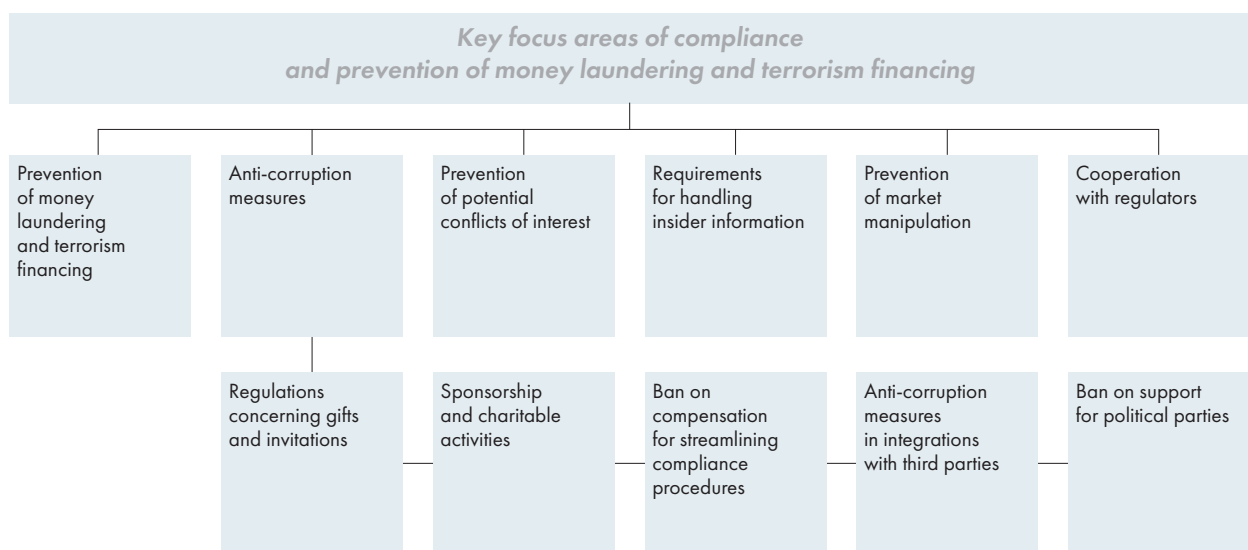 Key focus areas of compliance
and prevention of money laundering and terrorism financing
Prevention
of money
laundering
and terrorism
financing
Anti-corruption
measures
Prevention
of potential
conflicts of interest
Requirements
for handling
insider information
Prevention
of market
manipulation
Cooperation
with regulators
Regulations
concerning gifts
and invitations
Sponsorship
and charitable
activities
Ban on
compensation
for streamlining
compliance
procedures
Anti-corruption
measures
in integrations
with third parties
Ban on support
for political parties